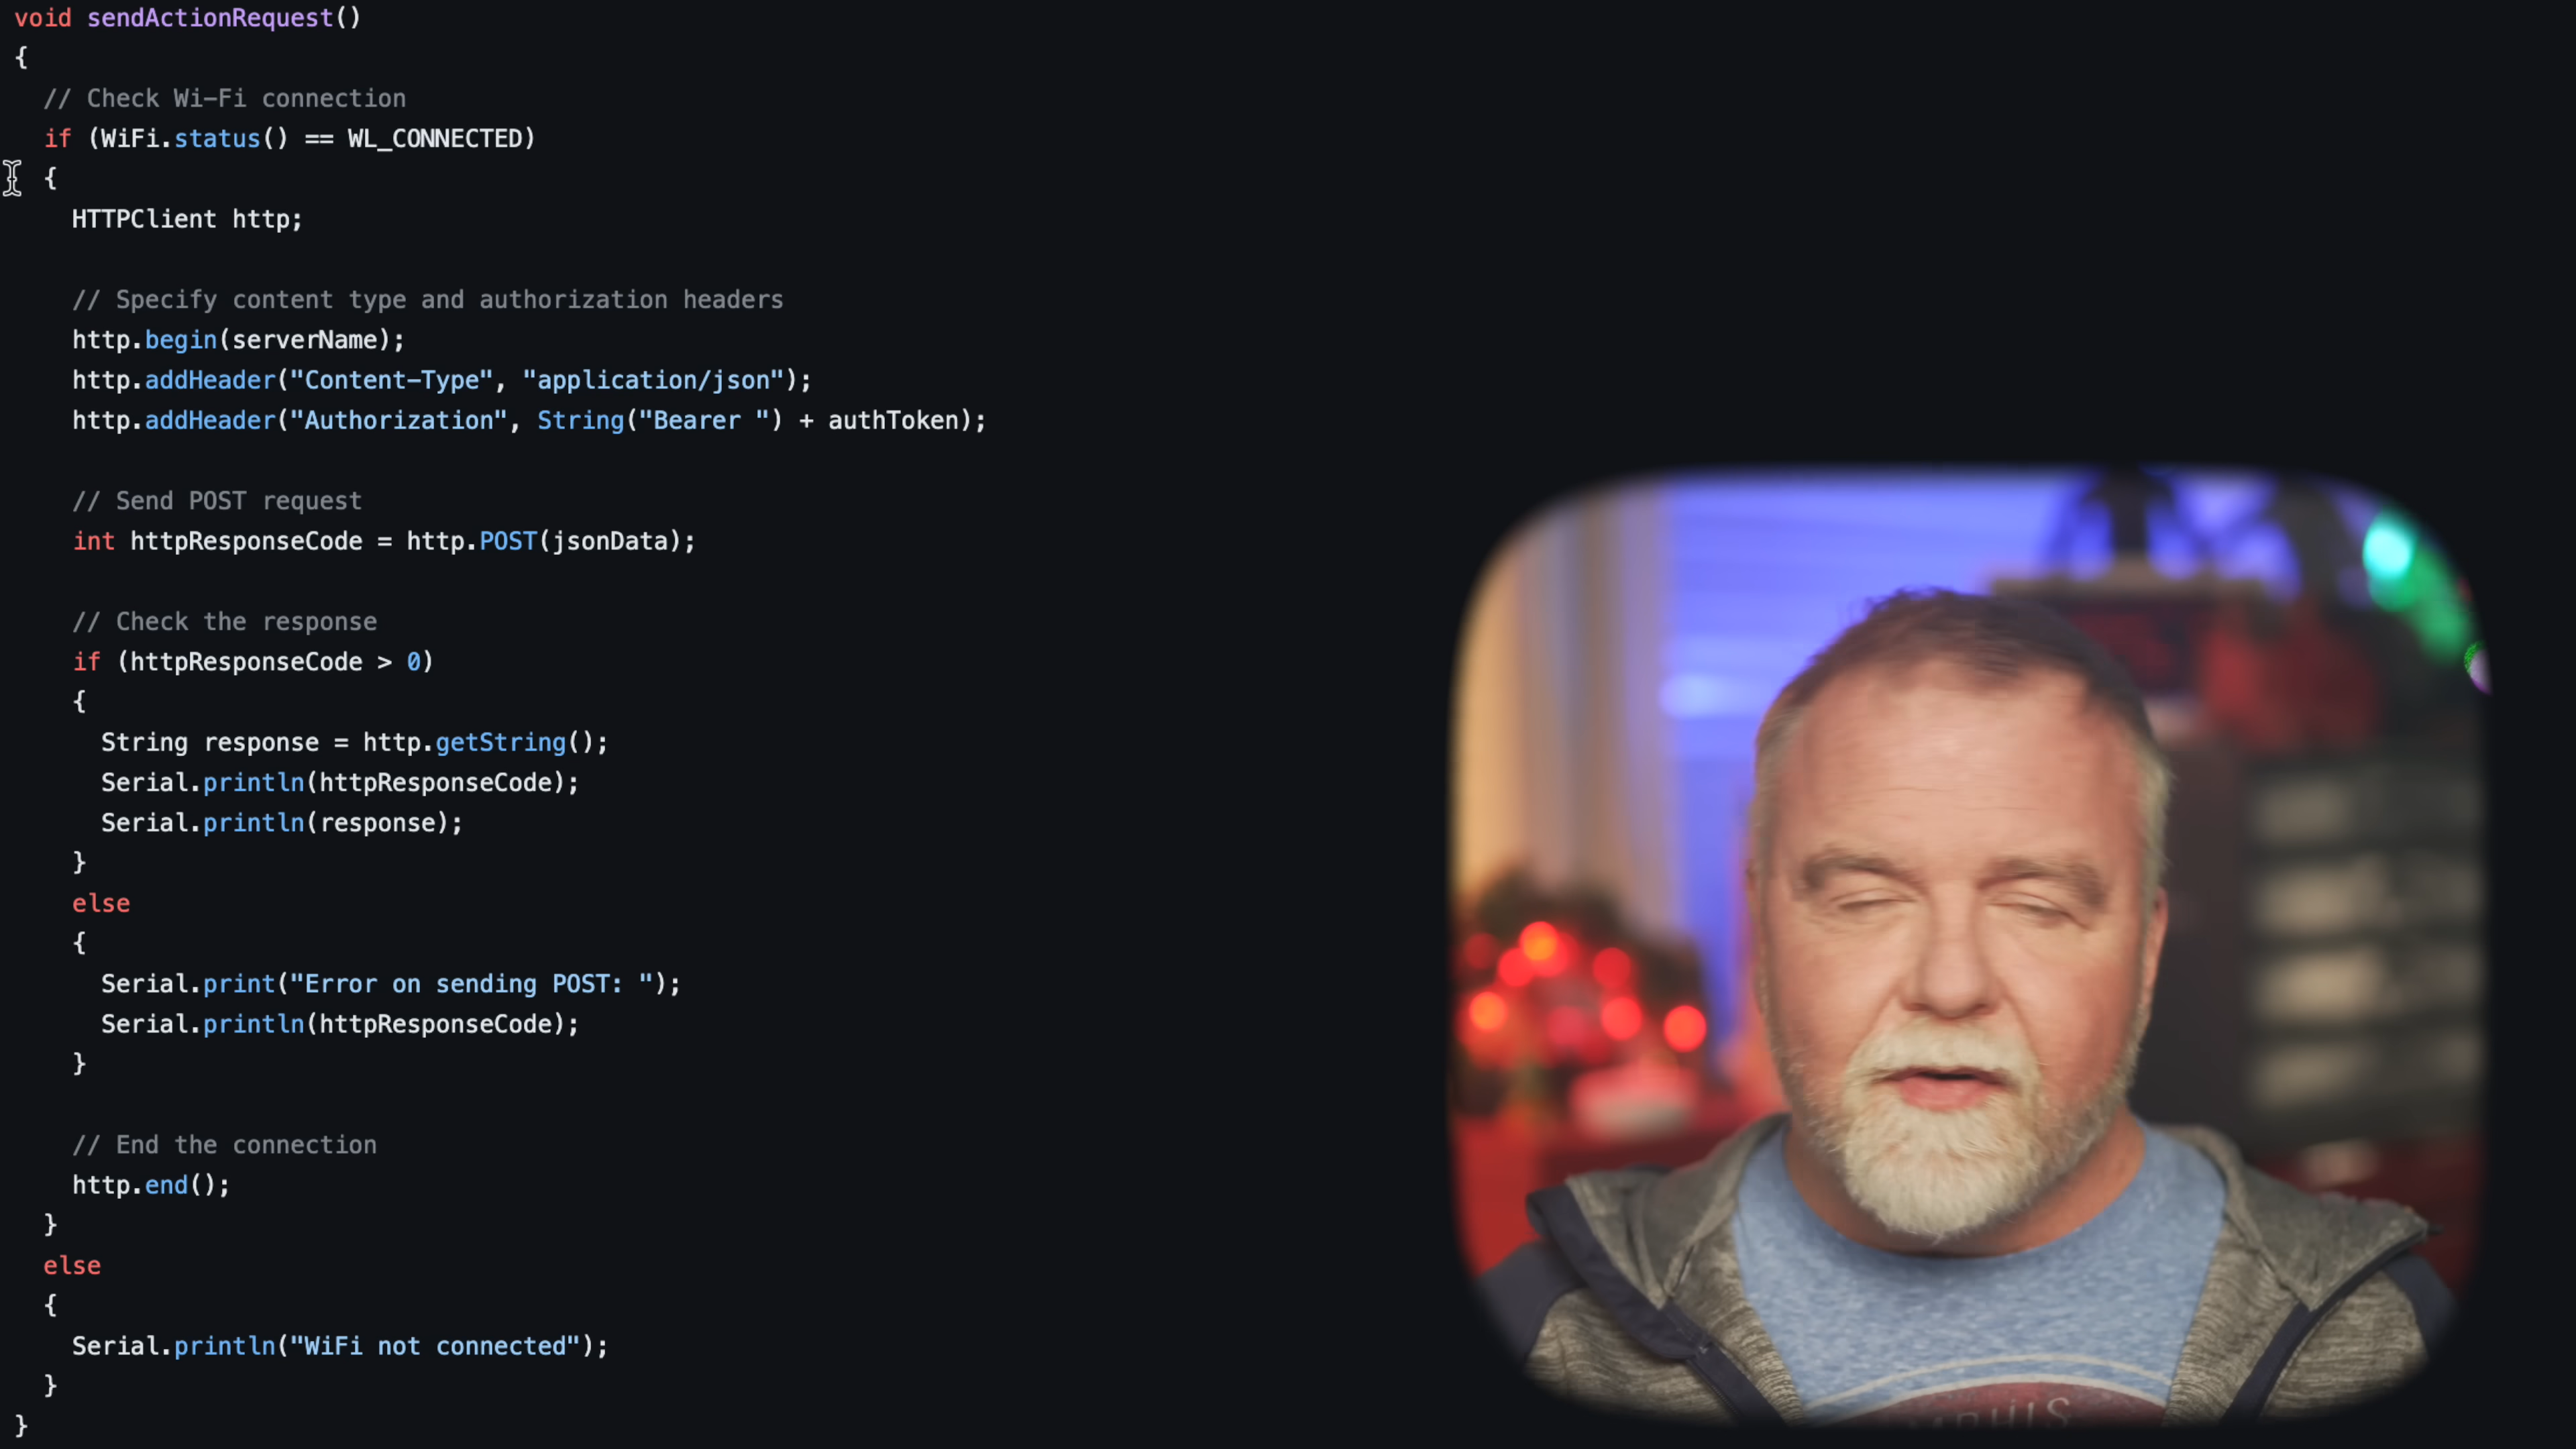 void sendActionRequest()
{
// Check Wi-Fi connection
if (WiFi.status() == WL_CONNECTED)
{
HTTPClient http;
// Specify content type and authorization headers
http.begin(serverName);
http.addHeader("Content-Type", "application/json");
http.addHeader("Authorization", String("Bearer ") + authToken);
// Send POST request
int httpResponseCode = http.POST(jsonData);
// Check the response
if (httpResponseCode > 0)
{
String response = http.getString();
Serial.println(httpResponseCode);
Serial.println(response);
}
else
{
Serial.print("Error on sending POST: ");
Serial.println(httpResponseCode);
}
// End the connection
http.end();
}
else
{
Serial.println("WiFi not connected");
}
}